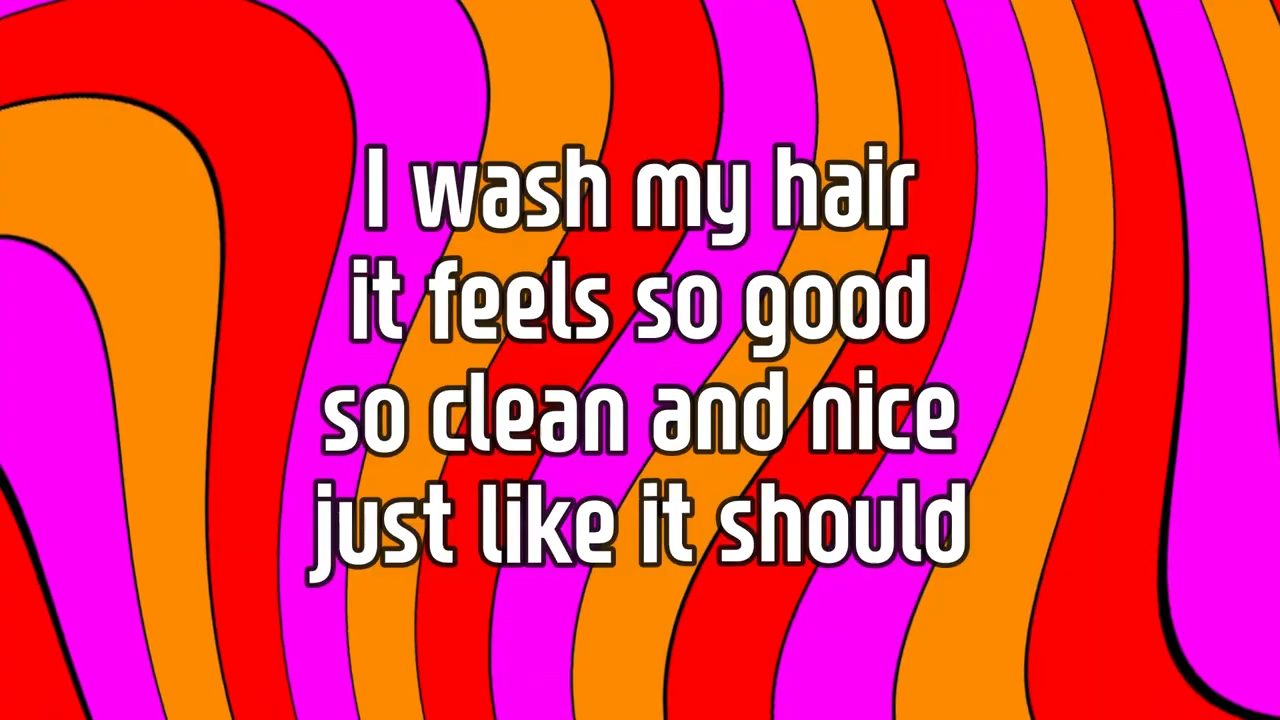 I wash my hair
it feels so good
so clean and nice
just like it should